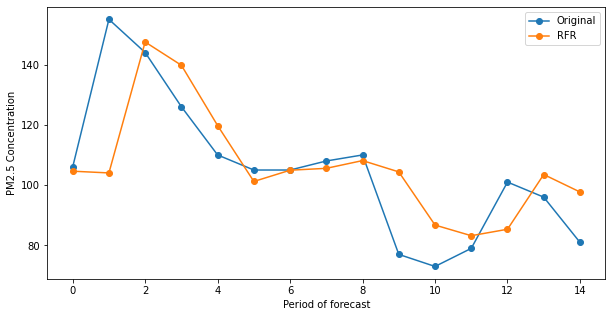 Original
RFR
140
120
100
80
PM2.5 Concentration
0 2 4 6 8 10 12 14
Period of forecast